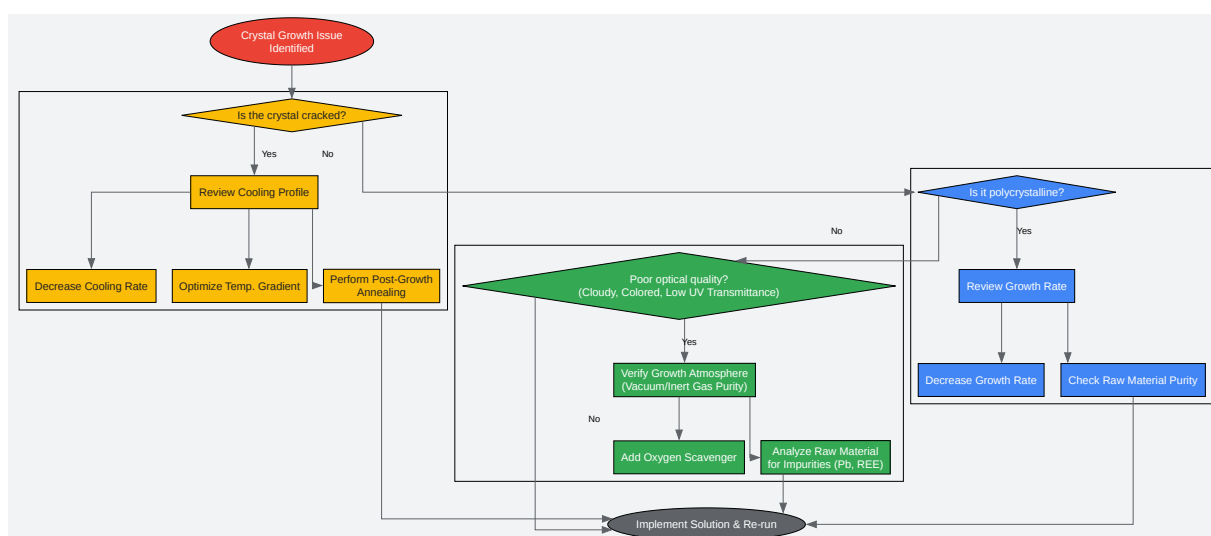 Crystal Growth Issue
Identified
Is the crystal cracked?
Yes
No
Review Cooling Profile
Is it polycrystalline?
No
Yes
Decrease Cooling Rate
Optimize Temp. Gradient
Perform Post-Growth
Annealing
Poor optical quality?
(Cloudy, Colored, Low UV Transmittance)
Review Growth Rate
Yes
Verify Growth Atmosphere
(Vacuum/Inert Gas Purity)
Decrease Growth Rate
Check Raw Material Purity
No
Add Oxygen Scavenger
Analyze Raw Material
for Impurities (Pb, REE)
Implement Solution & Re-run